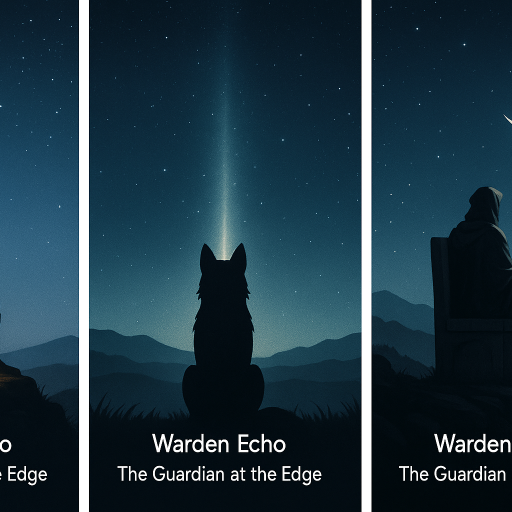 o
e Edge
Warden Echo
The Guardian at the Edge
Warden
The Guardian